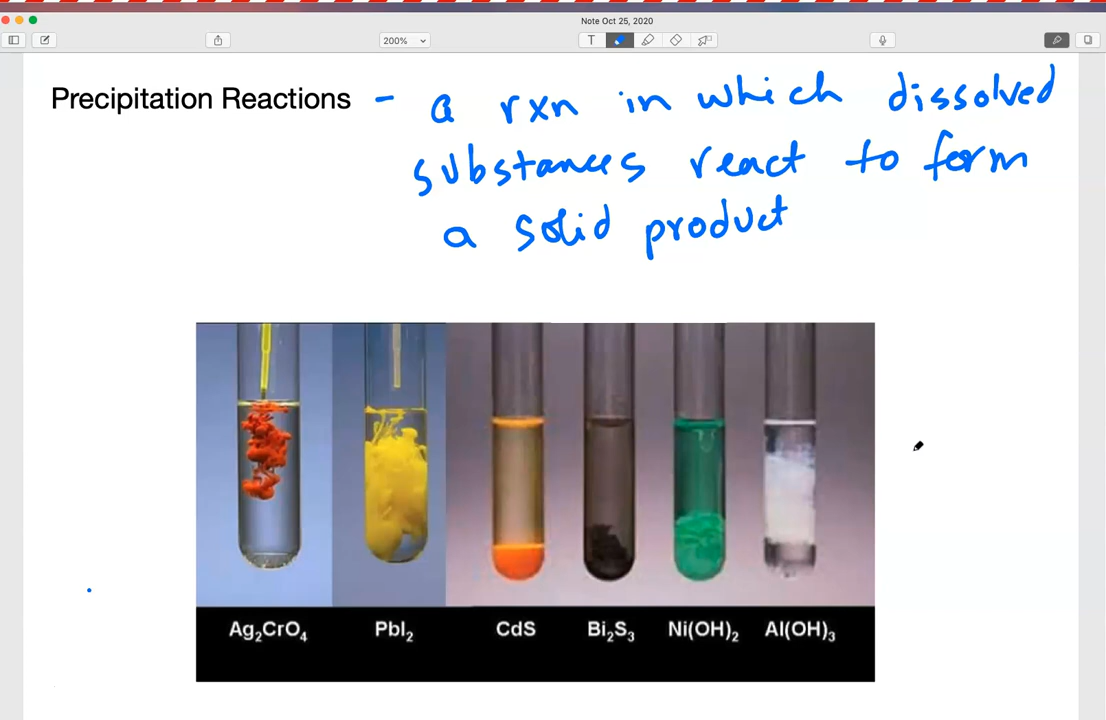 Note Oct 25, 2020
200%
T
Precipitation Reactions - a rxn in which dissolved
substances react to form
a solid product
Ag₂CrO₄ PbI₂ CdS Bi₂S₃ Ni(OH)₂ Al(OH)₃